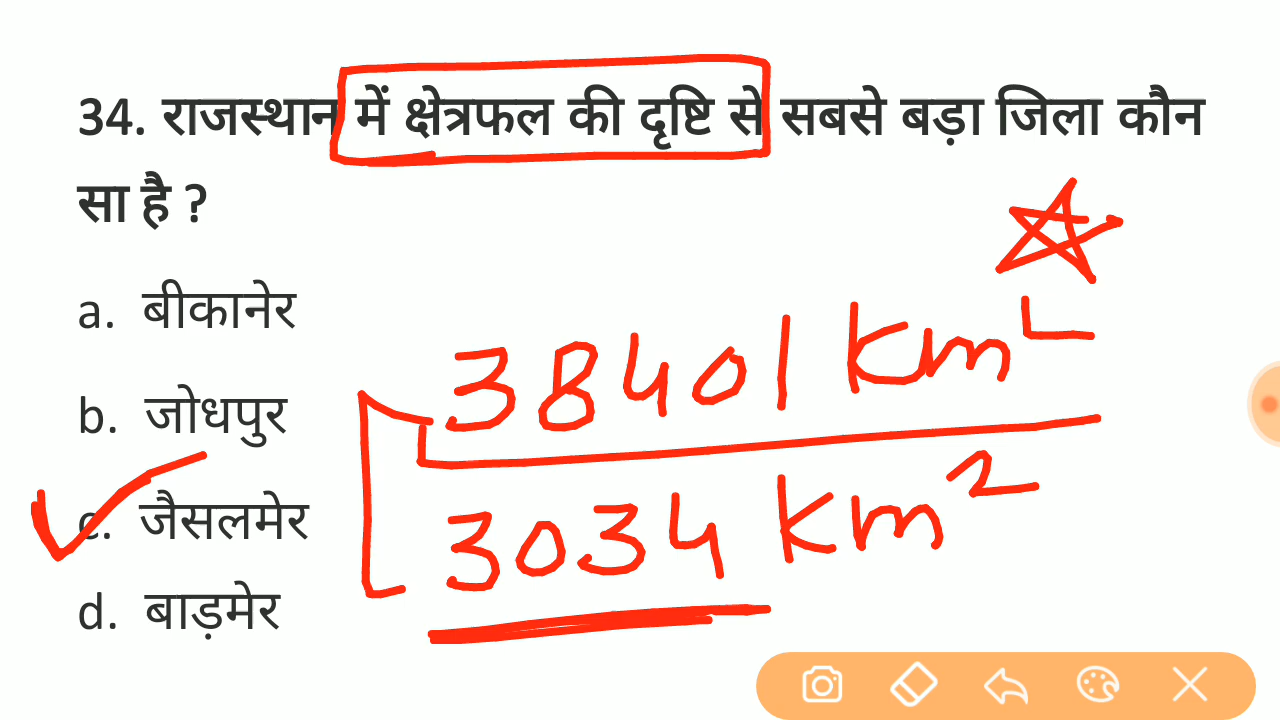 34. राजस्थान में क्षेत्रफल की दृष्टि से सबसे बड़ा जिला कौन
सा है ?
a. बीकानेर
b. जोधपुर
c. जैसलमेर
d. बाड़मेर
38401 km²
3034 km²